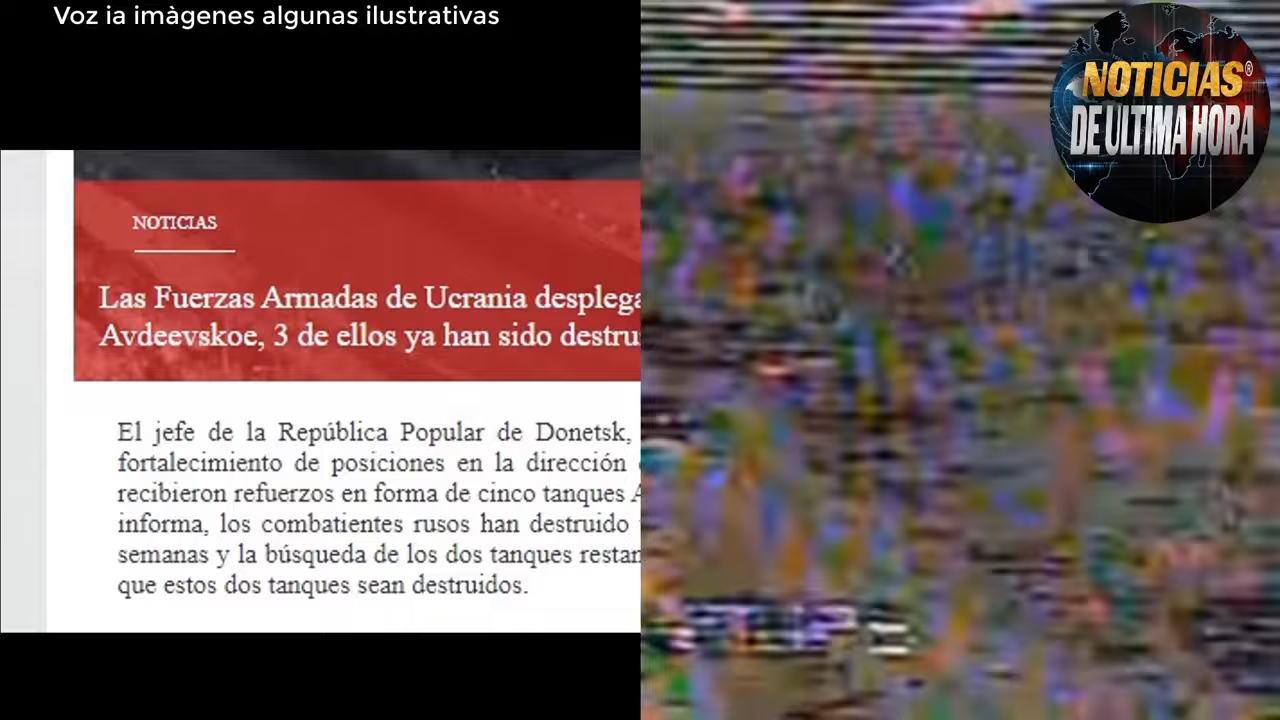 Voz ia imàgenes algunas ilustrativas
NOTICIAS
Las Fuerzas Armadas de Ucrania
Avdeevskoe, 3 de ellos ya han sido
El jefe de la República Popular de Donetsk,
fortalecimiento de posiciones en la dirección
recibieron refuerzos en forma de cinco tanques
informa, los combatientes rusos han destruido
semanas y la búsqueda de los dos tanques
que estos dos tanques sean destruidos.
NOTICIAS®
DE ULTIMA HORA